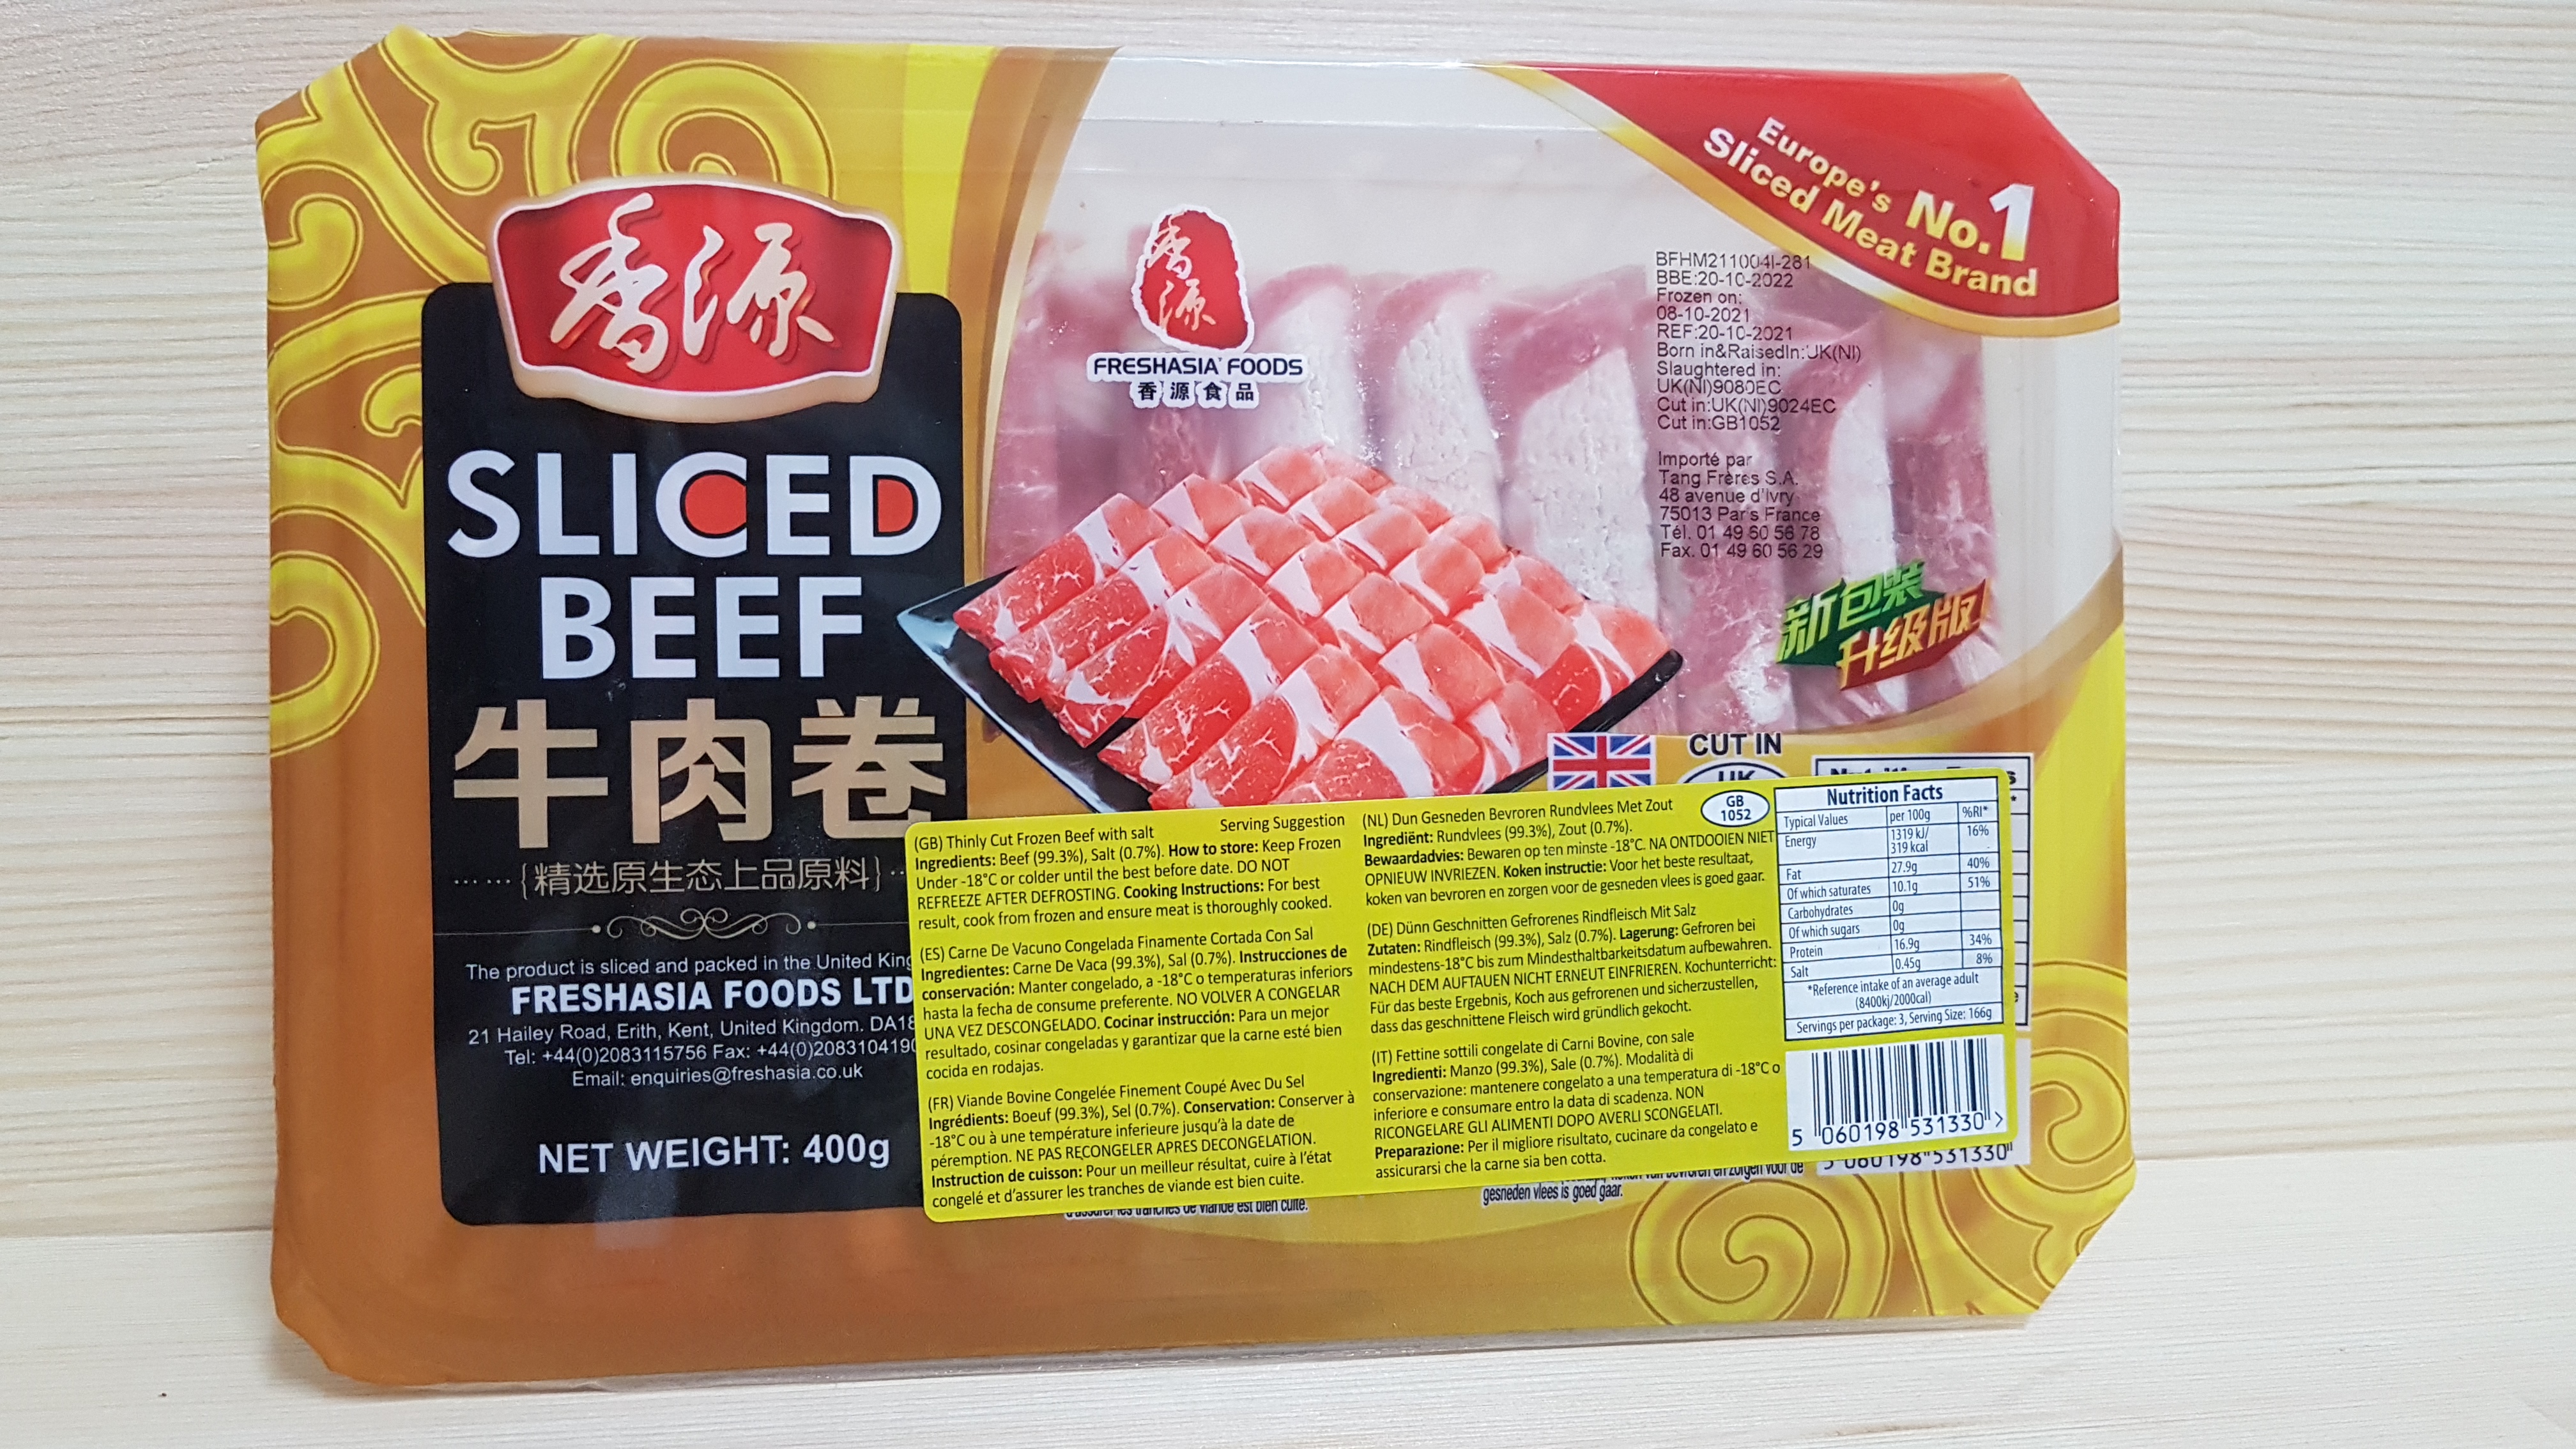 香源
SLICED
BEEF
牛肉卷
…… {精选原生态上品原料} ··
The product is sliced and packed in the United King
FRESHASIA FOODS LTD
21 Hailey Road, Erith, Kent, United Kingdom. DA18
Tel: +44(0)2083115756 Fax: +44(0)208310419
Email: enquiries@freshasia.co.uk
NET WEIGHT: 400g
香源
FRESHASIA FOODS
香源食品
Europe's No.1
Sliced Meat Brand
BFHM211004I-281
BBE:20-10-2022
Frozen on:
08-10-2021
REF:20-10-2021
Born in&RaisedIn:UK(NI)
Slaughtered in:
UK(NI)9080EC
Cut in:UK(NI)9024EC
Cut in:GB1052
Importé par
Tang Frères S.A.
48 avenue d'Ivry
75013 Par s France
Tél. 01 49 60 56 78
Fax. 01 49 60 56 29
新包装
升级版!
CUT IN
UK
(GB) Thinly Cut Frozen Beef with salt Serving Suggestion
Ingredients: Beef (99.3%), Salt (0.7%). How to store: Keep Frozen
Under -18°C or colder until the best before date. DO NOT
REFREEZE AFTER DEFROSTING. Cooking Instructions: For best
result, cook from frozen and ensure meat is thoroughly cooked.
(ES) Carne De Vacuno Congelada Finamente Cortada Con Sal
Ingredientes: Carne De Vaca (99.3%), Sal (0.7%). Instrucciones de
conservación: Manter congelado, a -18°C o temperaturas inferiors
hasta la fecha de consume preferente. NO VOLVER A CONGELAR
UNA VEZ DESCONGELADO. Cocinar instrucción: Para un mejor
resultado, cosinar congeladas y garantizar que la carne esté bien
cocida en rodajas.
(FR) Viande Bovine Congelée Finement Coupé Avec Du Sel
Ingrédients: Boeuf (99.3%), Sel (0.7%). Conservation: Conserver à
-18°C ou à une température inferieure jusqu'à la date de
péremption. NE PAS REÇONGELER APRES DECONGELATION.
Instruction de cuisson: Pour un meilleur résultat, cuire à l'état
congelé et d'assurer les tranches de viande est bien cuite.
(NL) Dun Gesneden Bevroren Rundvlees Met Zout
Ingrediënt: Rundvlees (99.3%), Zout (0.7%).
Bewaardadvies: Bewaren op ten minste -18°C. NA ONTDOOIEN NIET
OPNIEUW INVRIEZEN. Koken instructie: Voor het beste resultaat,
koken van bevroren en zorgen voor de gesneden vlees is goed gaar.
(DE) Dünn Geschnitten Gefrorenes Rindfleisch Mit Salz
Zutaten: Rindfleisch (99.3%), Salz (0.7%). Lagerung: Gefroren bei
mindestens-18°C bis zum Mindesthaltbarkeitsdatum aufbewahren.
NACH DEM AUFTAUEN NICHT ERNEUT EINFRIEREN. Kochunterricht:
Für das beste Ergebnis, Koch aus gefrorenen und sicherzustellen,
dass das geschnittene Fleisch wird gründlich gekocht.
(IT) Fettine sottili congelate di Carni Bovine, con sale
Ingredienti: Manzo (99.3%), Sale (0.7%). Modalità di
conservazione: mantenere congelato a una temperatura di -18°C o
inferiore e consumare entro la data di scadenza. NON
RICONGELARE GLI ALIMENTI DOPO AVERLI SCONGELATI.
Preparazione: Per il migliore risultato, cucinare da congelato e
assicurarsi che la carne sia ben cotta.
GB
1052
Nutrition Facts
Typical Values per 100g %RI*
Energy 1319 kJ/ 16%
319 kcal
Fat 27.9g 40%
Of which saturates 10.1g 51%
Carbohydrates 0g
Of which sugars 0g
Protein 16.9g 34%
Salt 0.45g 8%
*Reference intake of an average adult
(8400kj/2000cal)
Servings per package: 3, Serving Size: 166g
5 060198 531330 >
5 060198 531330
d'assurer les tranches de viande est bien cuite.
gesneden vlees is goed gaar.